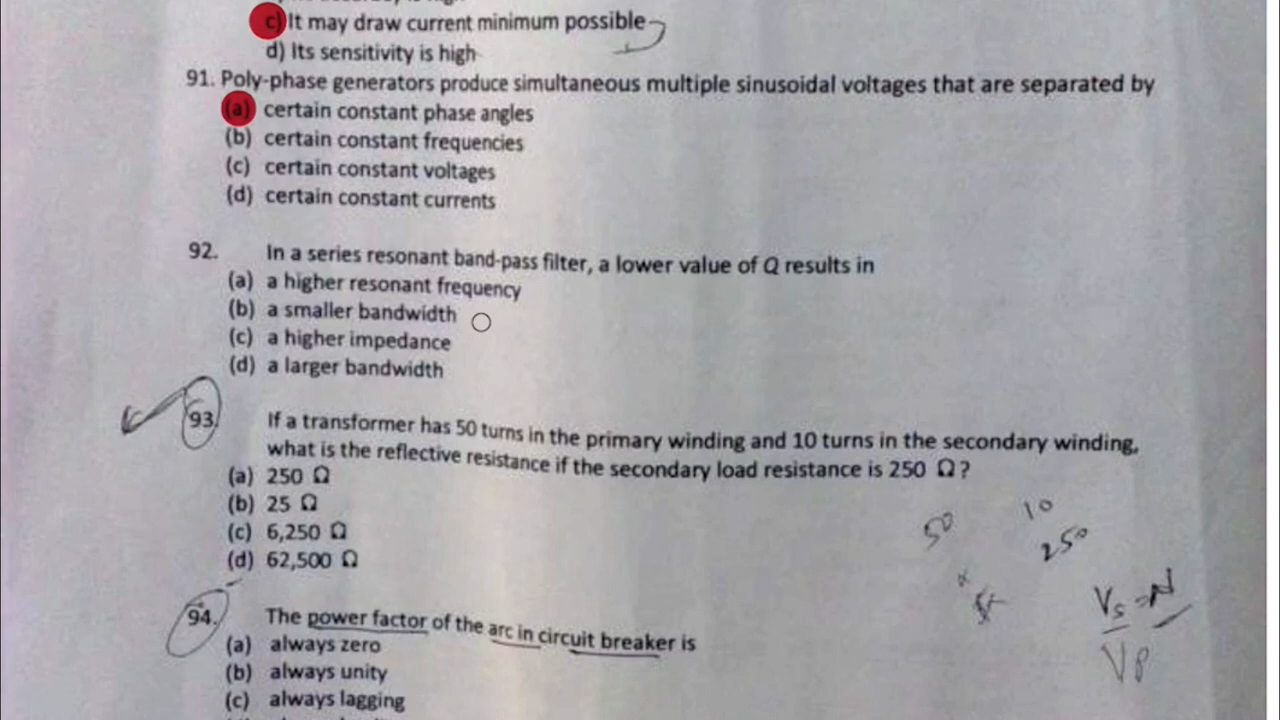 c) It may draw current minimum possible
d) Its sensitivity is high
91. Poly-phase generators produce simultaneous multiple sinusoidal voltages that are separated by
(a) certain constant phase angles
(b) certain constant frequencies
(c) certain constant voltages
(d) certain constant currents
92. In a series resonant band-pass filter, a lower value of Q results in
(a) a higher resonant frequency
(b) a smaller bandwidth
(c) a higher impedance
(d) a larger bandwidth
93. If a transformer has 50 turns in the primary winding and 10 turns in the secondary winding,
what is the reflective resistance if the secondary load resistance is 250 Ω?
(a) 250 Ω
(b) 25 Ω
(c) 6,250 Ω
(d) 62,500 Ω
50 10
250
Vs = N
VP
94. The power factor of the arc in circuit breaker is
(a) always zero
(b) always unity
(c) always lagging